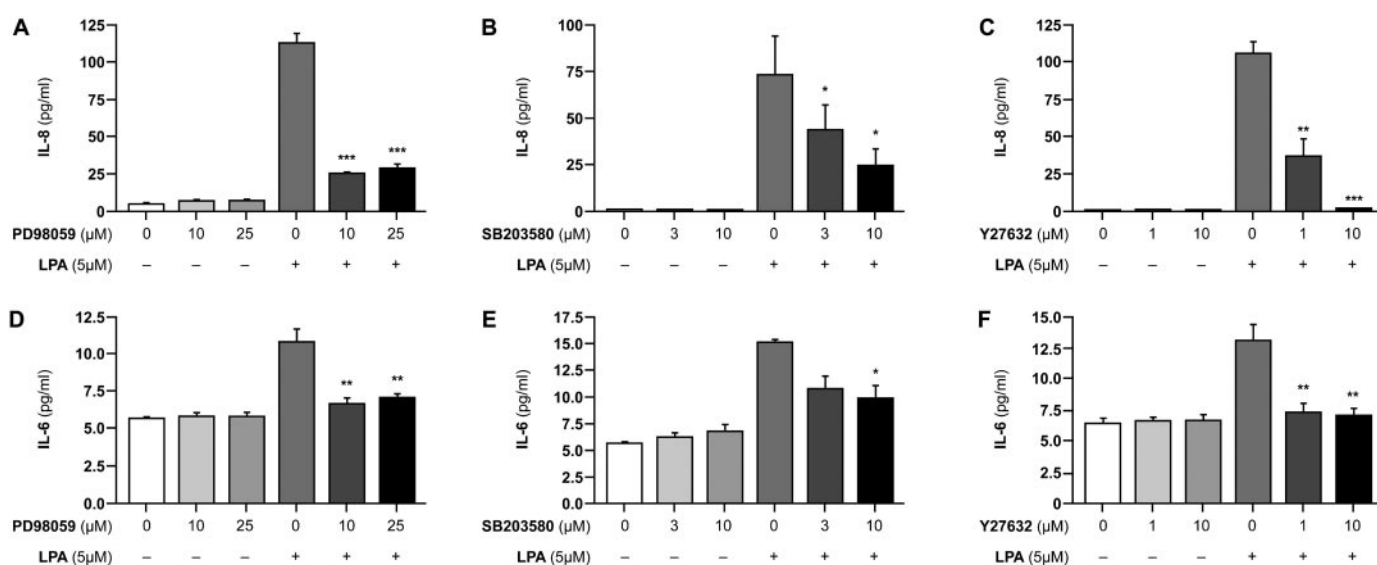 A
IL-8 (pg/ml)
125
100
75
50
25
0
*** ***
PD98059 (µM) 0 10 25 0 10 25
LPA (5µM) – – – + + +
B
IL-8 (pg/ml)
100
75
50
25
0
* *
SB203580 (µM) 0 3 10 0 3 10
LPA (5µM) – – – + + +
C
IL-8 (pg/ml)
125
100
75
50
25
0
** ***
Y27632 (µM) 0 1 10 0 1 10
LPA (5µM) – – – + + +
D
IL-6 (pg/ml)
12.5
10.0
7.5
5.0
2.5
0.0
** **
PD98059 (µM) 0 10 25 0 10 25
LPA (5µM) – – – + + +
E
IL-6 (pg/ml)
17.5
15.0
12.5
10.0
7.5
5.0
2.5
0.0
*
SB203580 (µM) 0 3 10 0 3 10
LPA (5µM) – – – + + +
F
IL-6 (pg/ml)
15.0
12.5
10.0
7.5
5.0
2.5
0.0
** **
Y27632 (µM) 0 1 10 0 1 10
LPA (5µM) – – – + + +